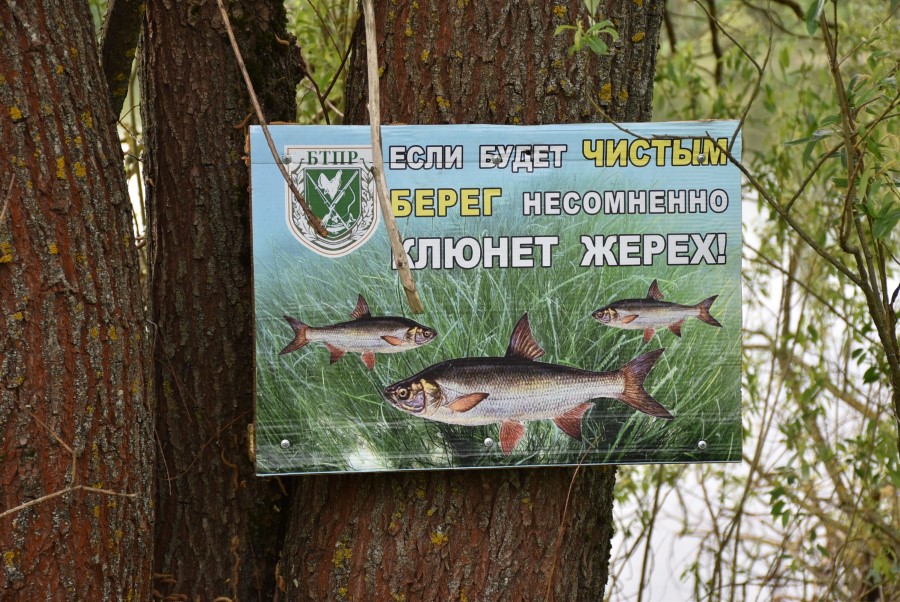 БТПР
ЕСЛИ БУДЕТ ЧИСТЫМ
БЕРЕГ НЕСОМНЕННО
КЛЮНЕТ ЖЕРЕХ!